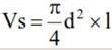 Vs = π/4 d² × l